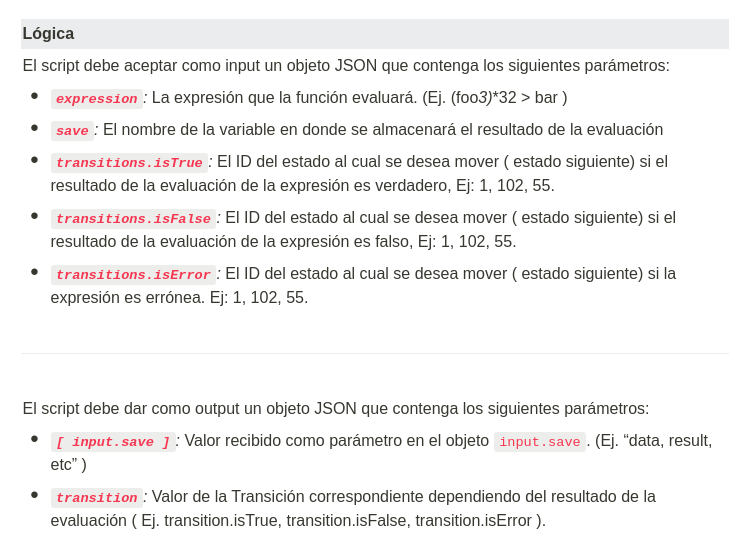 Lógica
El script debe aceptar como input un objeto JSON que contenga los siguientes parámetros:
• expression: La expresión que la función evaluará. (Ej. (foo3)*32 > bar )
• save: El nombre de la variable en donde se almacenará el resultado de la evaluación
• transitions.isTrue: El ID del estado al cual se desea mover ( estado siguiente) si el
resultado de la evaluación de la expresión es verdadero, Ej: 1, 102, 55.
• transitions.isFalse: El ID del estado al cual se desea mover ( estado siguiente) si el
resultado de la evaluación de la expresión es falso, Ej: 1, 102, 55.
• transitions.isError: El ID del estado al cual se desea mover ( estado siguiente) si la
expresión es errónea. Ej: 1, 102, 55.
El script debe dar como output un objeto JSON que contenga los siguientes parámetros:
• [ input.save ]: Valor recibido como parámetro en el objeto input.save. (Ej. “data, result,
etc” )
• transition: Valor de la Transición correspondiente dependiendo del resultado de la
evaluación ( Ej. transition.isTrue, transition.isFalse, transition.isError ).